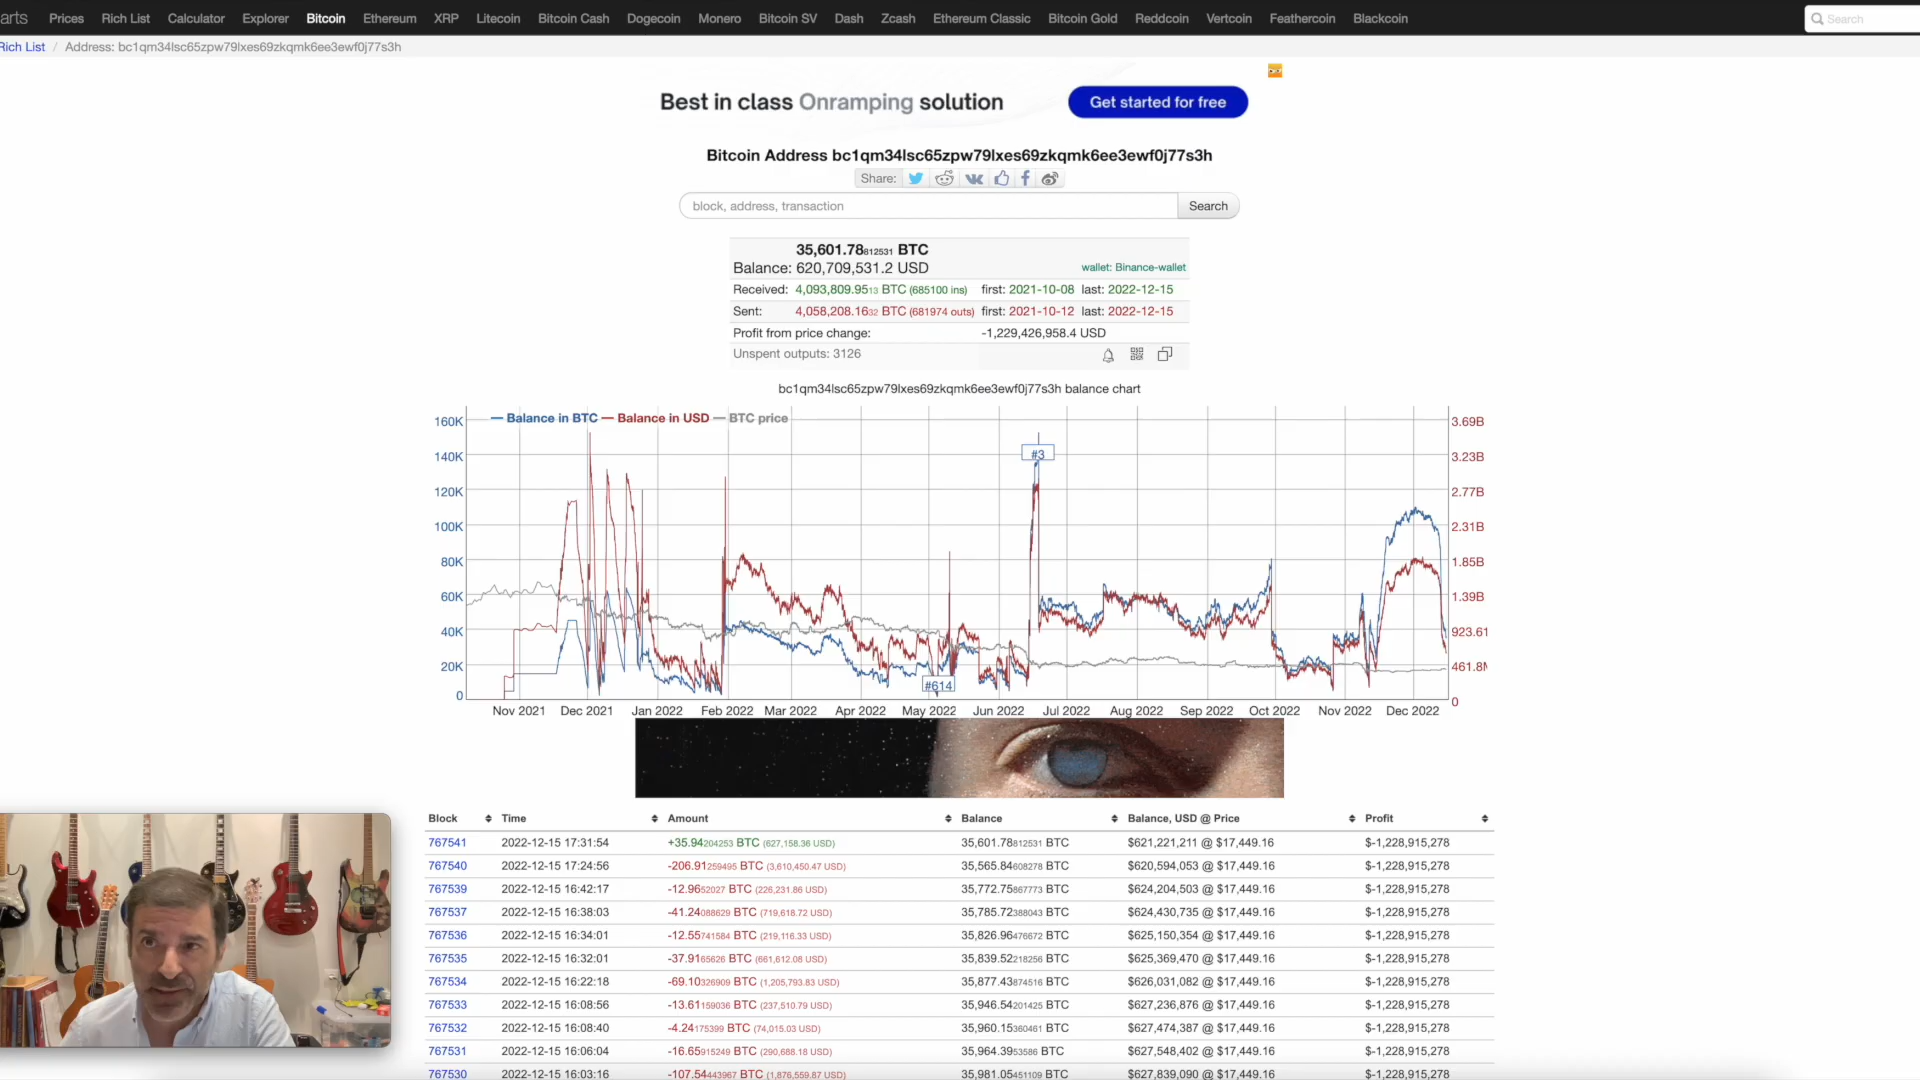 arts Prices Rich List Calculator Explorer Bitcoin Ethereum XRP Litecoin Bitcoin Cash Dogecoin Monero Bitcoin SV Dash Zcash Ethereum Classic Bitcoin Gold Reddcoin Vertcoin Feathercoin Blackcoin Search
Rich List / Address: bc1qm34lsc65zpw79lxes69zkqmk6ee3ewf0j77s3h
Best in class Onramping solution Get started for free
Bitcoin Address bc1qm34lsc65zpw79lxes69zkqmk6ee3ewf0j77s3h
Share:
block, address, transaction Search
35,601.78812531 BTC
Balance: 620,709,531.2 USD wallet: Binance-wallet
Received: 4,093,809.9513 BTC (685100 ins) first: 2021-10-08 last: 2022-12-15
Sent: 4,058,208.1632 BTC (681974 outs) first: 2021-10-12 last: 2022-12-15
Profit from price change: -1,229,426,958.4 USD
Unspent outputs: 3126
bc1qm34lsc65zpw79lxes69zkqmk6ee3ewf0j77s3h balance chart
Balance in BTC Balance in USD BTC price
160K 3.69B
#3
140K 3.23B
120K 2.77B
100K 2.31B
80K 1.85B
60K 1.39B
40K 923.61
20K 461.8M
#614
0 0
Nov 2021 Dec 2021 Jan 2022 Feb 2022 Mar 2022 Apr 2022 May 2022 Jun 2022 Jul 2022 Aug 2022 Sep 2022 Oct 2022 Nov 2022 Dec 2022
Block Time Amount Balance Balance, USD @ Price Profit
767541 2022-12-15 17:31:54 +35.94204253 BTC (627,158.36 USD) 35,601.78812531 BTC $621,221,211 @ $17,449.16 $-1,228,915,278
767540 2022-12-15 17:24:56 -206.91259495 BTC (3,610,450.47 USD) 35,565.84608278 BTC $620,594,053 @ $17,449.16 $-1,228,915,278
767539 2022-12-15 16:42:17 -12.9652027 BTC (226,231.86 USD) 35,772.75867773 BTC $624,204,503 @ $17,449.16 $-1,228,915,278
767537 2022-12-15 16:38:03 -41.24088629 BTC (719,618.72 USD) 35,785.72388043 BTC $624,430,735 @ $17,449.16 $-1,228,915,278
767536 2022-12-15 16:34:01 -12.55741584 BTC (219,116.33 USD) 35,826.96476672 BTC $625,150,354 @ $17,449.16 $-1,228,915,278
767535 2022-12-15 16:32:01 -37.9165626 BTC (661,612.08 USD) 35,839.52218256 BTC $625,369,470 @ $17,449.16 $-1,228,915,278
767534 2022-12-15 16:22:18 -69.10326909 BTC (1,205,793.83 USD) 35,877.43874516 BTC $626,031,082 @ $17,449.16 $-1,228,915,278
767533 2022-12-15 16:08:56 -13.61159036 BTC (237,510.79 USD) 35,946.54201425 BTC $627,236,876 @ $17,449.16 $-1,228,915,278
767532 2022-12-15 16:08:40 -4.24175399 BTC (74,015.03 USD) 35,960.15360461 BTC $627,474,387 @ $17,449.16 $-1,228,915,278
767531 2022-12-15 16:06:04 -16.65915249 BTC (290,688.18 USD) 35,964.3953586 BTC $627,548,402 @ $17,449.16 $-1,228,915,278
767530 2022-12-15 16:03:16 -107.54443967 BTC (1,876,559.87 USD) 35,981.05451109 BTC $627,839,090 @ $17,449.16 $-1,228,915,278